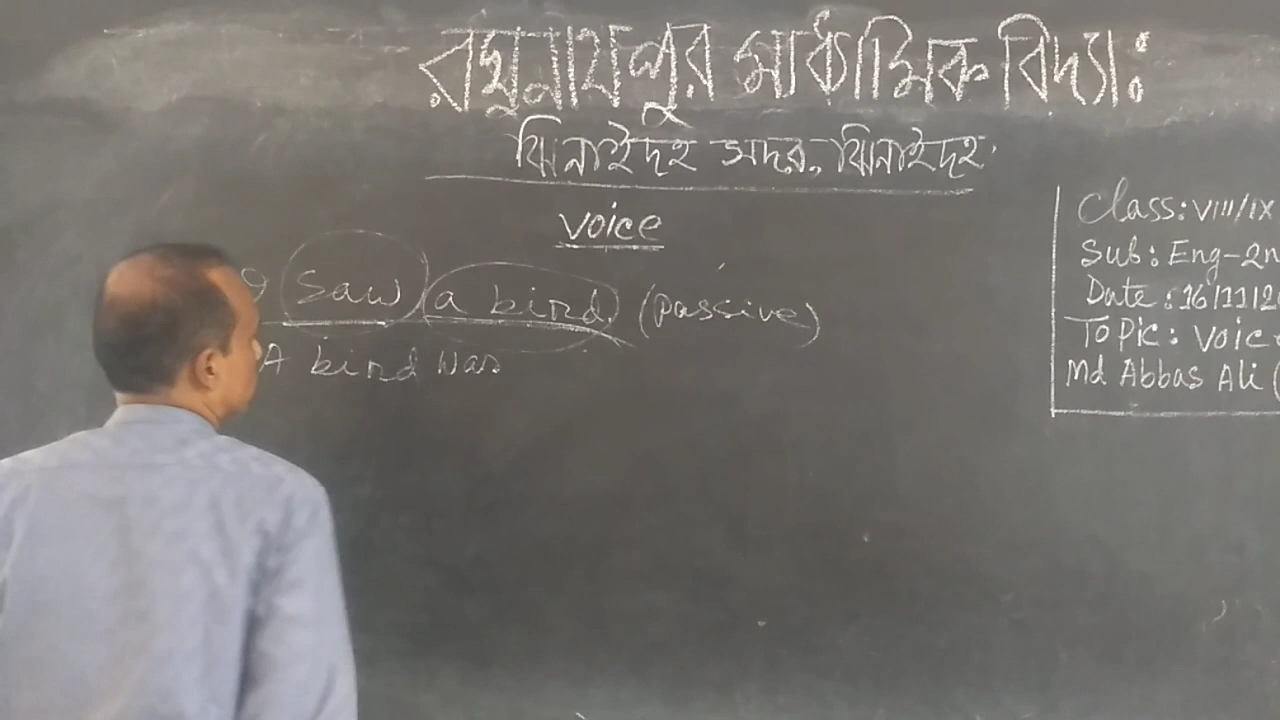 রঘুনাথপুর মাধ্যমিক বিদ্যাঃ
ঝিনাইদহ সদর, ঝিনাইদহ
Voice
I saw a bird. (passive)
A bird was
Class: VIII/IX
Sub: Eng-2n
Date: 16/11/2
Topic: Voice
Md Abbas Ali (